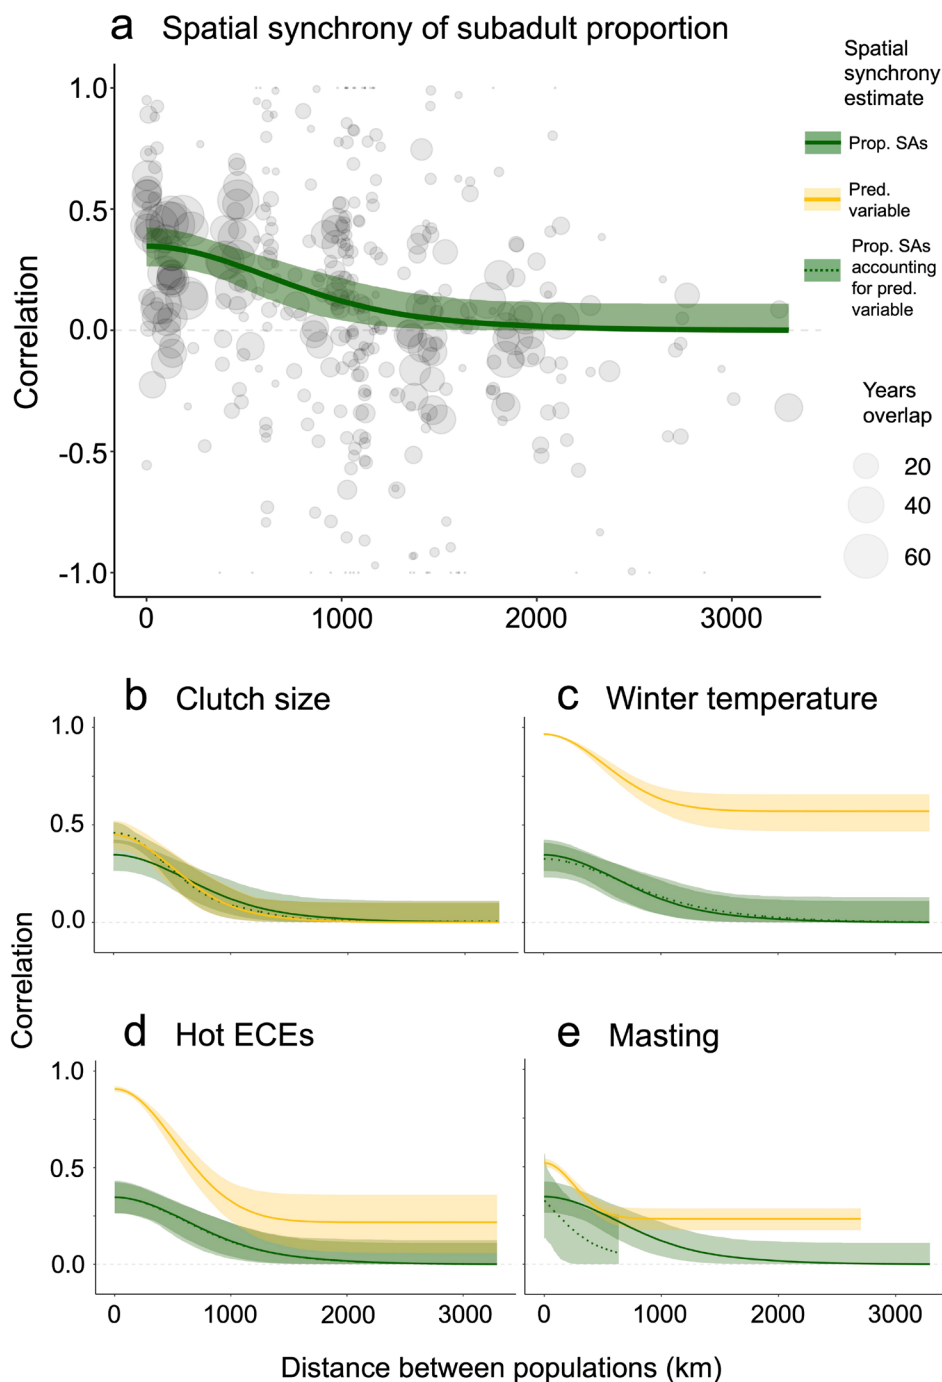 a Spatial synchrony of subadult proportion
Spatial
synchrony
estimate
Prop. SAs
Pred.
variable
Prop. SAs
accounting
for pred.
variable
Years
overlap
20
40
60
Correlation
1.0
0.5
0.0
-0.5
-1.0
0 1000 2000 3000
b Clutch size
c Winter temperature
1.0
0.5
0.0
Correlation
d Hot ECEs
e Masting
1.0
0.5
0.0
0 1000 2000 3000
0 1000 2000 3000
Distance between populations (km)